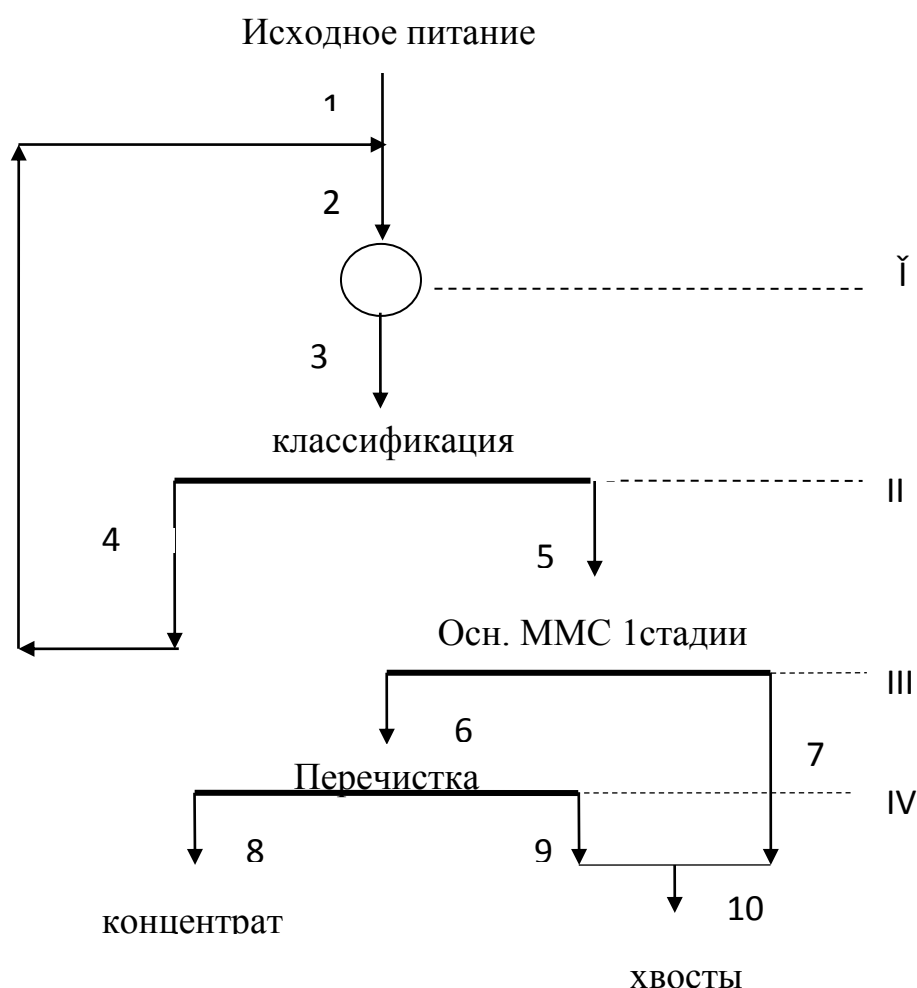 Исходное питание
1
2
Ǐ
3
классификация
II
4
5
Осн. ММС 1стадии
III
6
7
Перечистка
IV
8
9
10
концентрат
хвосты